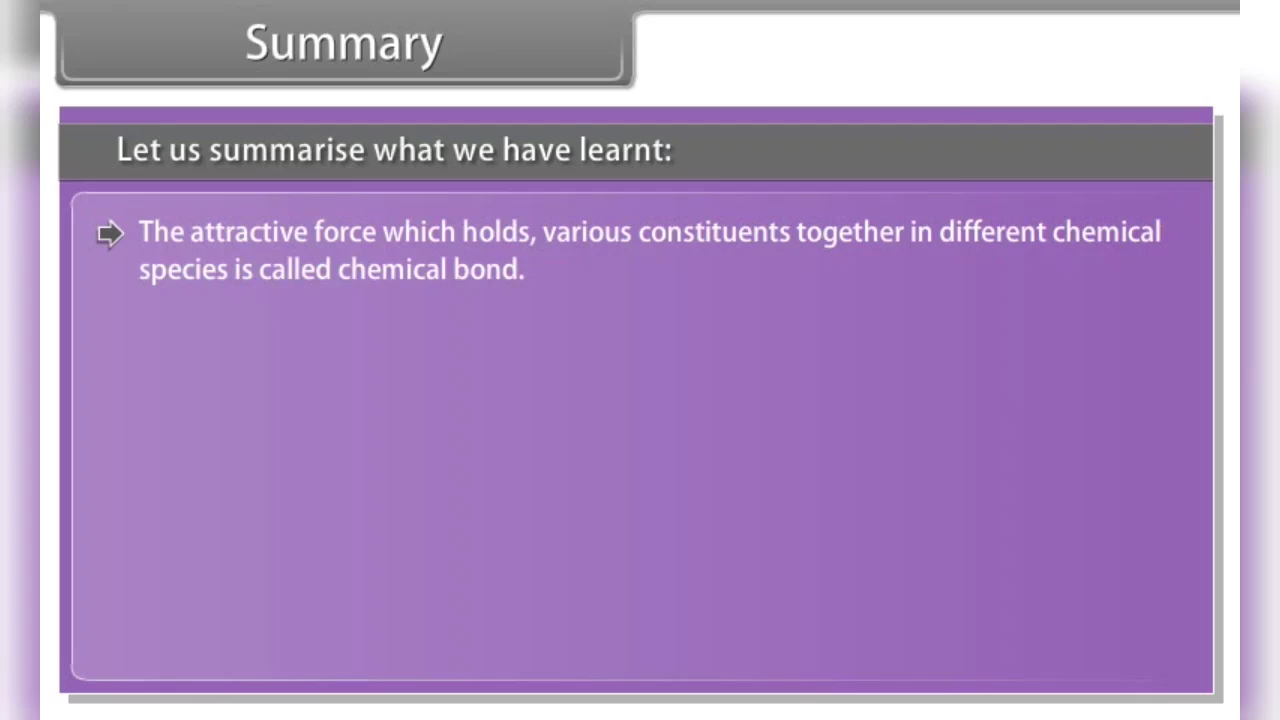 Summary
Let us summarise what we have learnt:
The attractive force which holds, various constituents together in different chemical
species is called chemical bond.